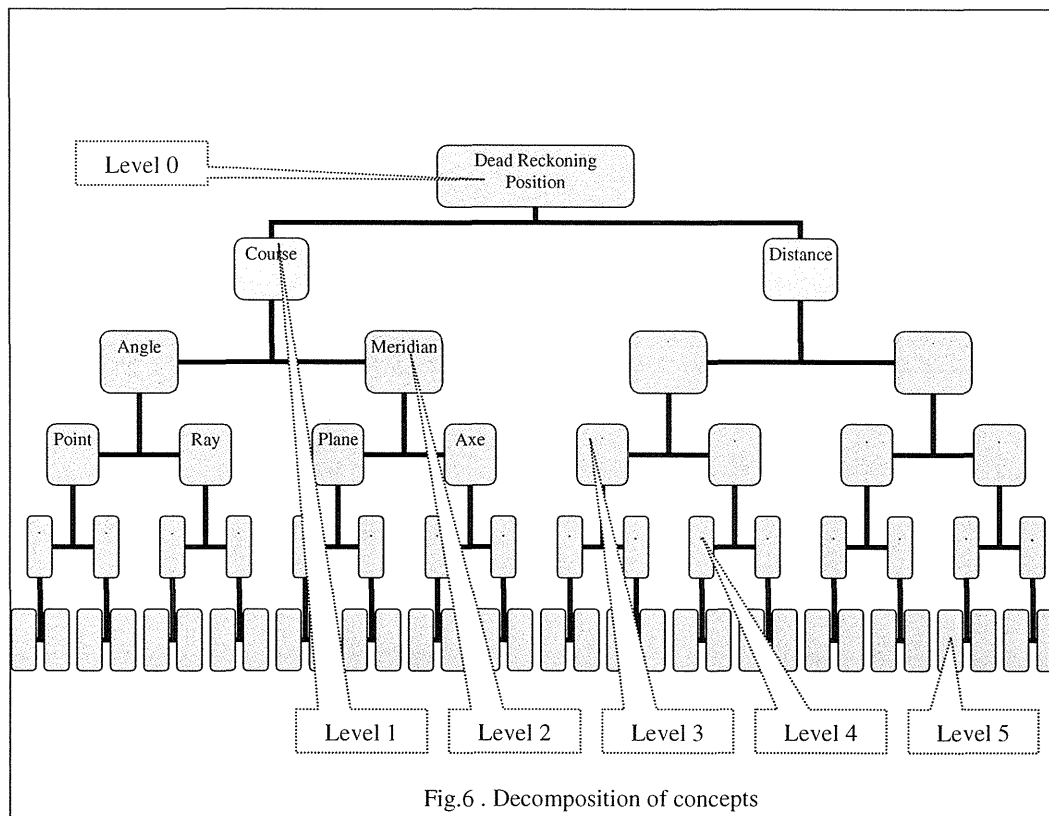 Level 0
Dead Reckoning
Position
Course
Distance
Angle
Meridian
Point
Ray
Plane
Axe
Level 1
Level 2
Level 3
Level 4
Level 5
Fig.6 . Decomposition of concepts